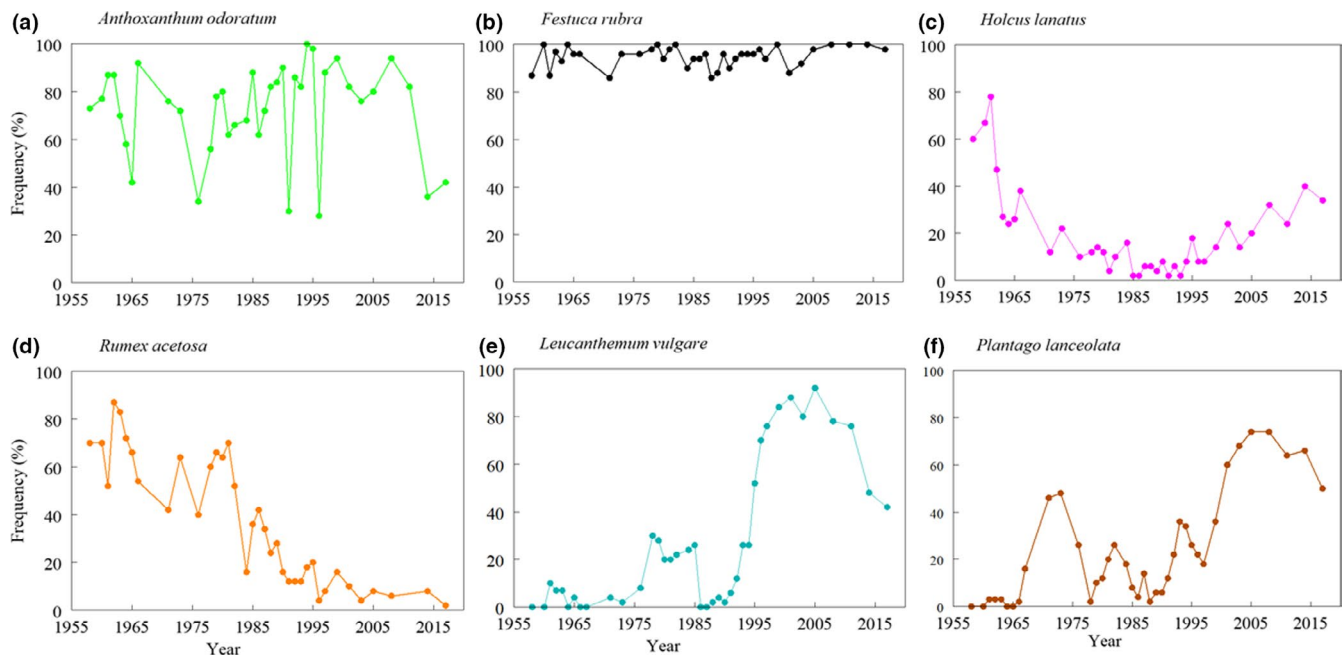 (a) Anthoxanthum odoratum
(b) Festuca rubra
(c) Holcus lanatus
100
80
60
40
20
0
Frequency (%)
1955 1965 1975 1985 1995 2005 2015
100
80
60
40
20
0
1955 1965 1975 1985 1995 2005 2015
100
80
60
40
20
0
1955 1965 1975 1985 1995 2005 2015
(d) Rumex acetosa
(e) Leucanthemum vulgare
(f) Plantago lanceolata
100
80
60
40
20
0
Frequency (%)
1955 1965 1975 1985 1995 2005 2015
Year
100
80
60
40
20
0
1955 1965 1975 1985 1995 2005 2015
Year
100
80
60
40
20
0
1955 1965 1975 1985 1995 2005 2015
Year